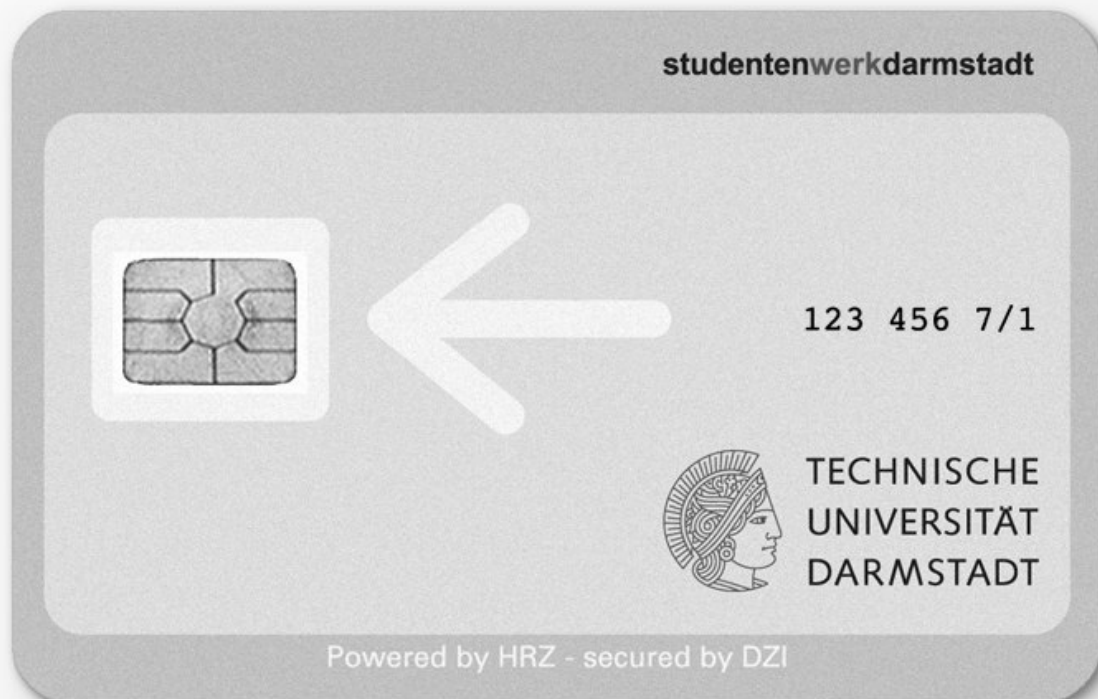 studentenwerkdarmstadt
123 456 7/1
TECHNISCHE
UNIVERSITÄT
DARMSTADT
Powered by HRZ - secured by DZI